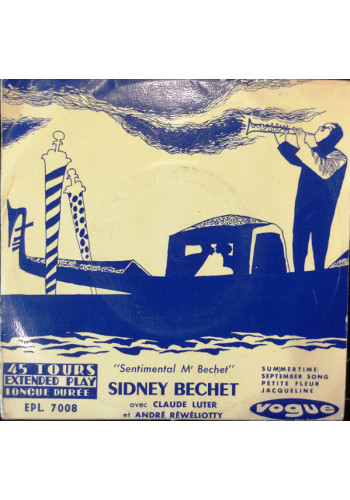 45 TOURS
EXTENDED PLAY
LONGUE DURÉE
EPL 7008
"Sentimental Mr Bechet"
SIDNEY BECHET
avec CLAUDE LUTER
et ANDRÉ RÉWÉLIOTTY
SUMMERTIME
SEPTEMBER SONG
PETITE FLEUR
JACQUELINE
vogue